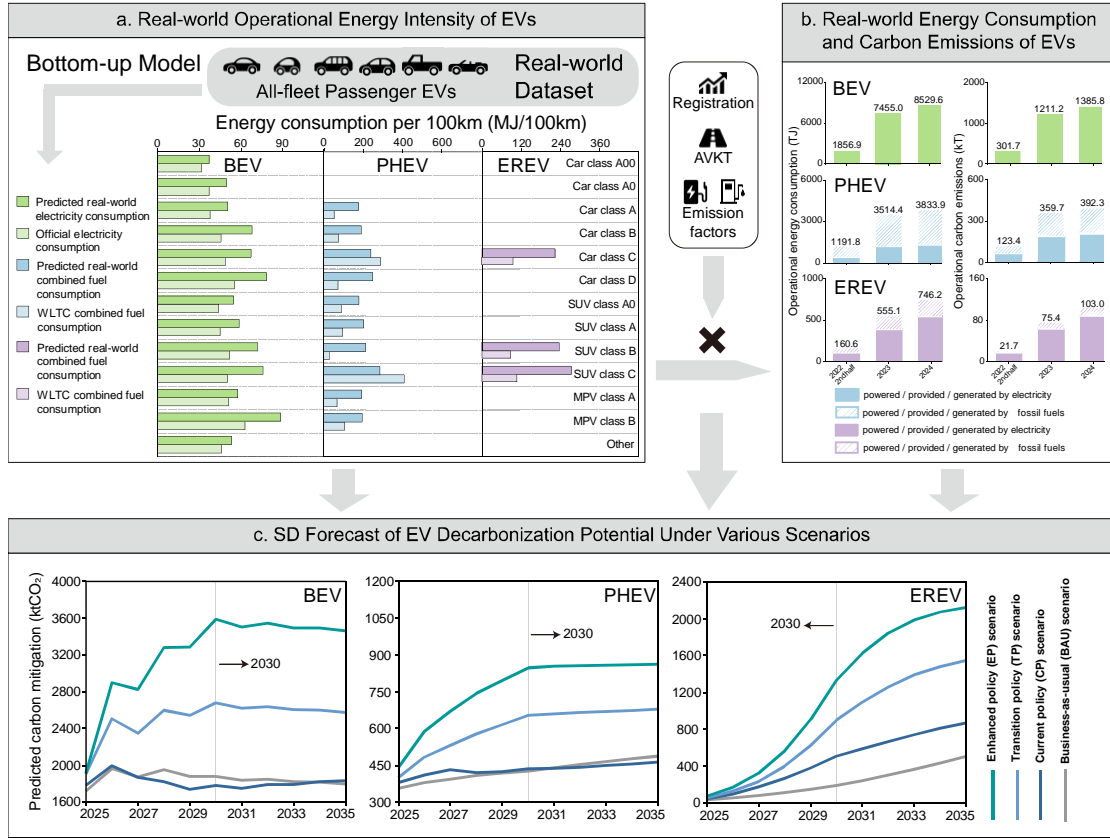 a. Real-world Operational Energy Intensity of EVs
Bottom-up Model
All-fleet Passenger EVs
Real-world
Dataset
Energy consumption per 100km (MJ/100km)
0 30 60 90
0 200 400 600
0 120 240 360
BEV
PHEV
EREV
Car class A00
Car class A0
Car class A
Car class B
Car class C
Car class D
SUV class A0
SUV class A
SUV class B
SUV class C
MPV class A
MPV class B
Other
Predicted real-world
electricity consumption
Official electricity
consumption
Predicted real-world
combined fuel
consumption
WLTC combined fuel
consumption
Predicted real-world
combined fuel
consumption
WLTC combined fuel
consumption
Registration
AVKT
Emission
factors
b. Real-world Energy Consumption
and Carbon Emissions of EVs
Operational energy consumption (TJ)
BEV
12000
6000
0
1856.9
7455.0
8529.6
PHEV
6000
3000
0
1191.8
3514.4
3833.9
EREV
1000
500
0
160.6
555.1
746.2
2022
2ndhalf
2023
2024
Operational carbon emissions (kT)
2000
1000
0
301.7
1211.2
1385.8
600
300
0
123.4
359.7
392.3
160
80
0
21.7
75.4
103.0
2022
2ndhalf
2023
2024
powered / provided / generated by electricity
powered / provided / generated by fossil fuels
powered / provided / generated by electricity
powered / provided / generated by fossil fuels
c. SD Forecast of EV Decarbonization Potential Under Various Scenarios
Predicted carbon mitigation (ktCO₂)
BEV
4000
3600
3200
2800
2400
2000
1600
2030
2025 2027 2029 2031 2033 2035
PHEV
1200
1050
900
750
600
450
300
2030
2025 2027 2029 2031 2033 2035
EREV
2400
2000
1600
1200
800
400
0
2030
2025 2027 2029 2031 2033 2035
Enhanced policy (EP) scenario
Transition policy (TP) scenario
Current policy (CP) scenario
Business-as-usual (BAU) scenario